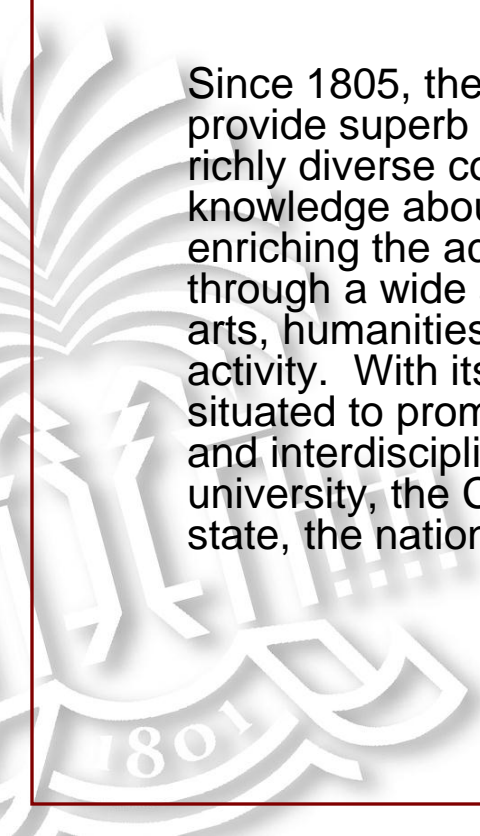 Since 1805, the
provide superb
richly diverse co
knowledge abou
enriching the ac
through a wide
arts, humanities
activity.  With its
situated to prom
and interdiscipli
university, the C
state, the nation
1801